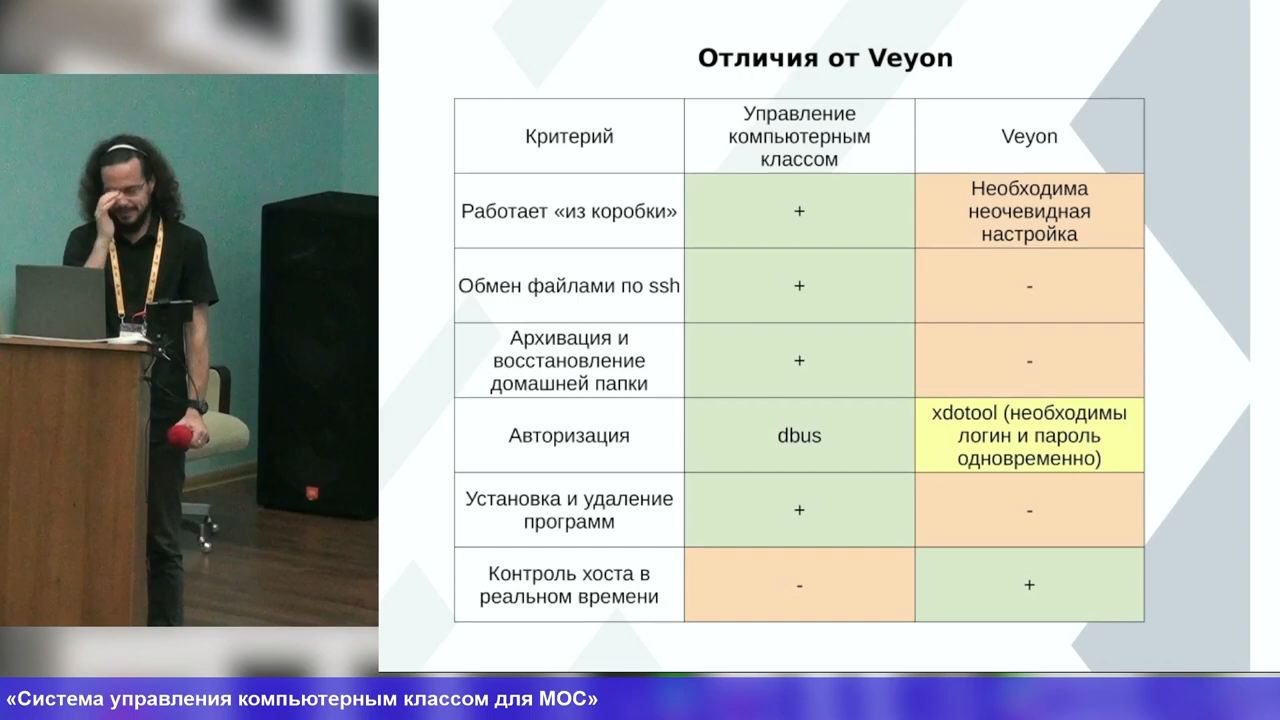 Отличия от Veyon
Критерий
Управление
компьютерным
классом
Veyon
Работает «из коробки»
+
Необходима
неочевидная
настройка
Обмен файлами по ssh
+
-
Архивация и
восстановление
домашней папки
+
-
Авторизация
dbus
xdotool (необходимы
логин и пароль
одновременно)
Установка и удаление
программ
+
-
Контроль хоста в
реальном времени
-
+
«Система управления компьютерным классом для МОС»